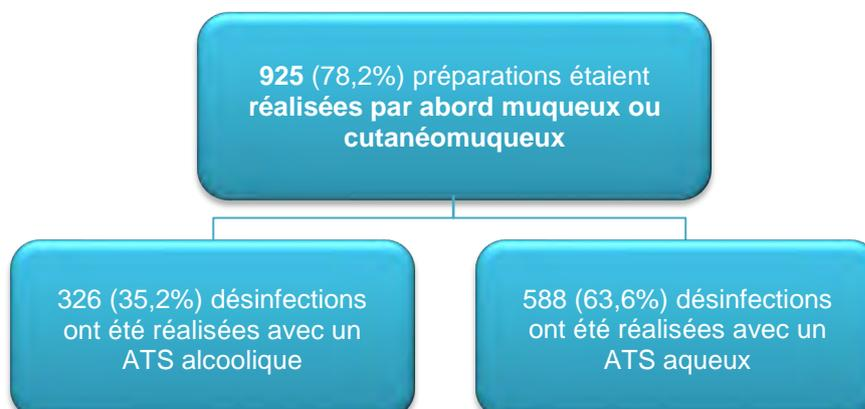 925 (78,2%) préparations étaient
réalisées par abord muqueux ou
cutanéomuqueux
326 (35,2%) désinfections
ont été réalisées avec un
ATS alcoolique
588 (63,6%) désinfections
ont été réalisées avec un
ATS aqueux